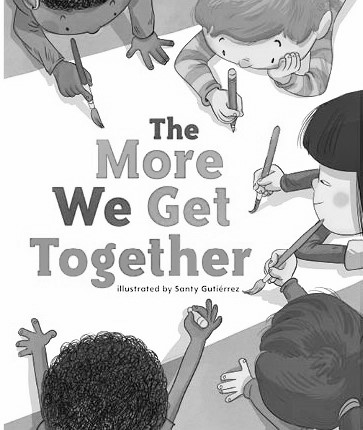 The
More
We Get
Together
illustrated by Santy Gutiérrez